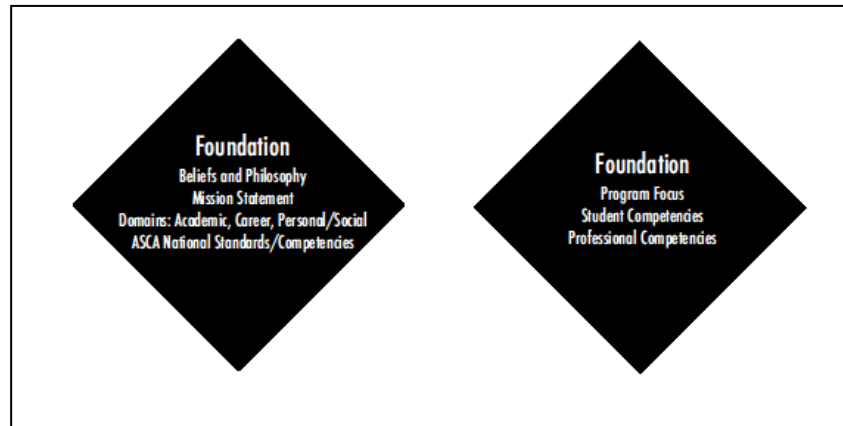 Foundation
Beliefs and Philosophy
Mission Statement
Domains: Academic, Career, Personal/Social
ASCA National Standards/Competencies
Foundation
Program Focus
Student Competencies
Professional Competencies